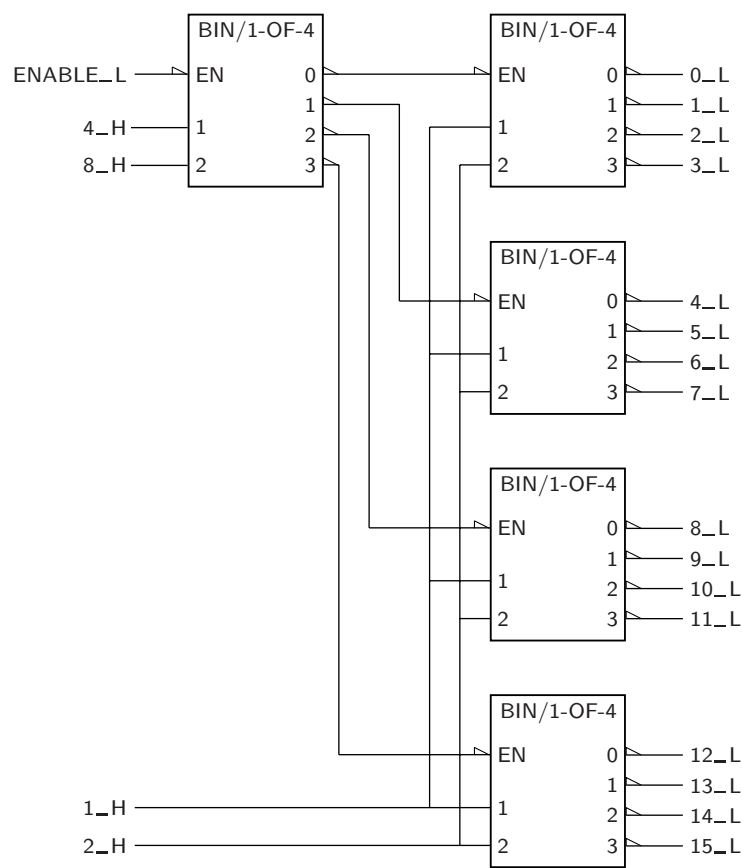 BIN/1-OF-4 BIN/1-OF-4
ENABLE_L EN 0 EN 0 0_L
1 1 1_L
4_H 1 2 1 2 2_L
8_H 2 3 2 3 3_L
BIN/1-OF-4
EN 0 4_L
1 5_L
1 2 6_L
2 3 7_L
BIN/1-OF-4
EN 0 8_L
1 9_L
1 2 10_L
2 3 11_L
BIN/1-OF-4
EN 0 12_L
1 13_L
1_H 1 2 14_L
2_H 2 3 15_L